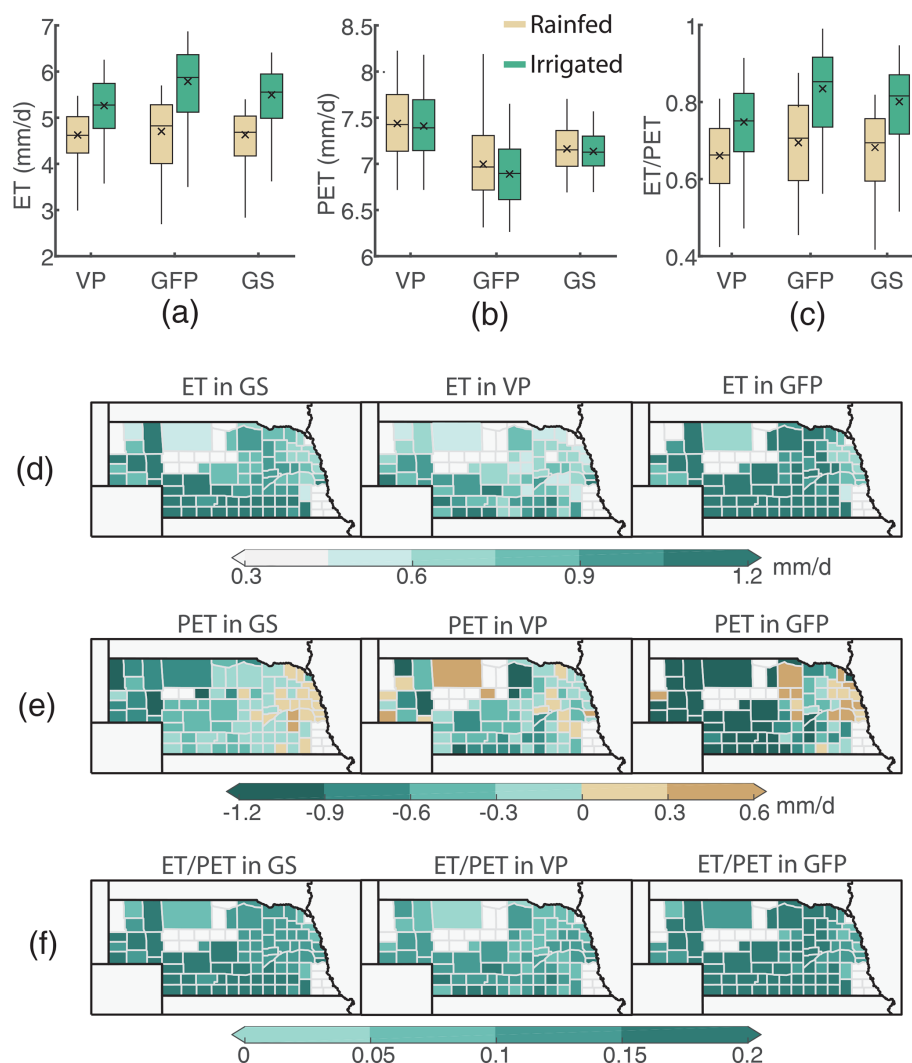 ET (mm/d)
7
6
5
4
3
2
VP GFP GS
(a)
PET (mm/d)
8.5
8
7.5
7
6.5
6
VP GFP GS
(b)
Rainfed
Irrigated
ET/PET
1
0.8
0.6
0.4
VP GFP GS
(c)
(d)
ET in GS ET in VP ET in GFP
0.3 0.6 0.9 1.2 mm/d
(e)
PET in GS PET in VP PET in GFP
-1.2 -0.9 -0.6 -0.3 0 0.3 0.6 mm/d
(f)
ET/PET in GS ET/PET in VP ET/PET in GFP
0 0.05 0.1 0.15 0.2